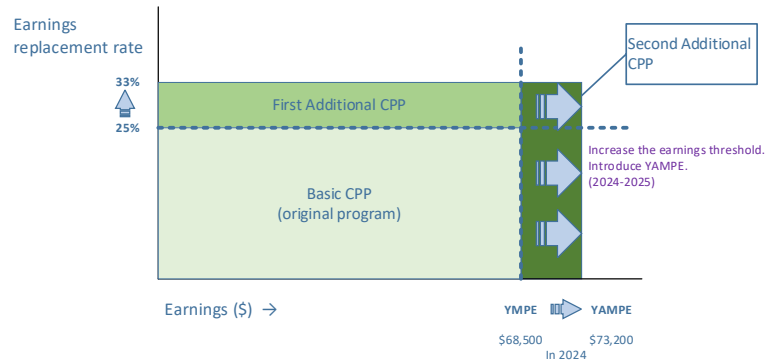 Earnings
replacement rate
Second Additional
CPP
33%
First Additional CPP
25%
Increase the earnings threshold.
Introduce YAMPE.
(2024-2025)
Basic CPP
(original program)
Earnings ($) →
YMPE
YAMPE
$68,500
$73,200
In 2024